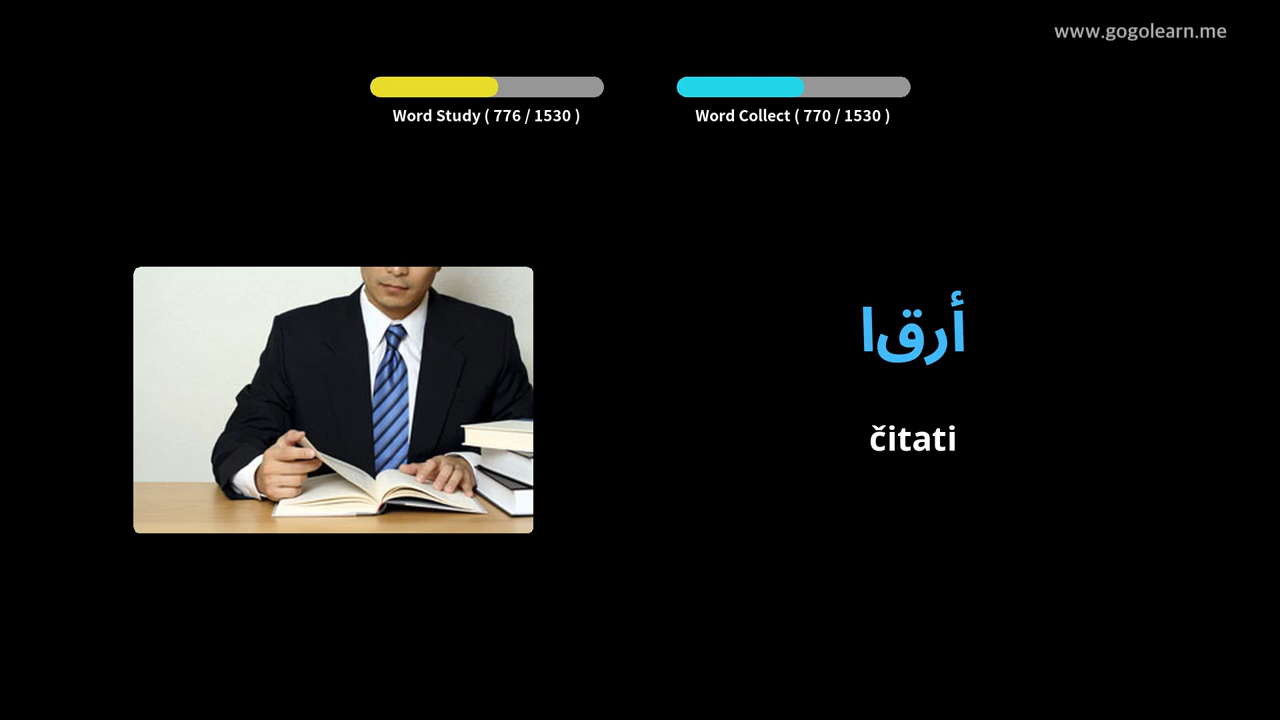 www.gogolearn.me
Word Study ( 776 / 1530 )
Word Collect ( 770 / 1530 )
أرقا
čitati